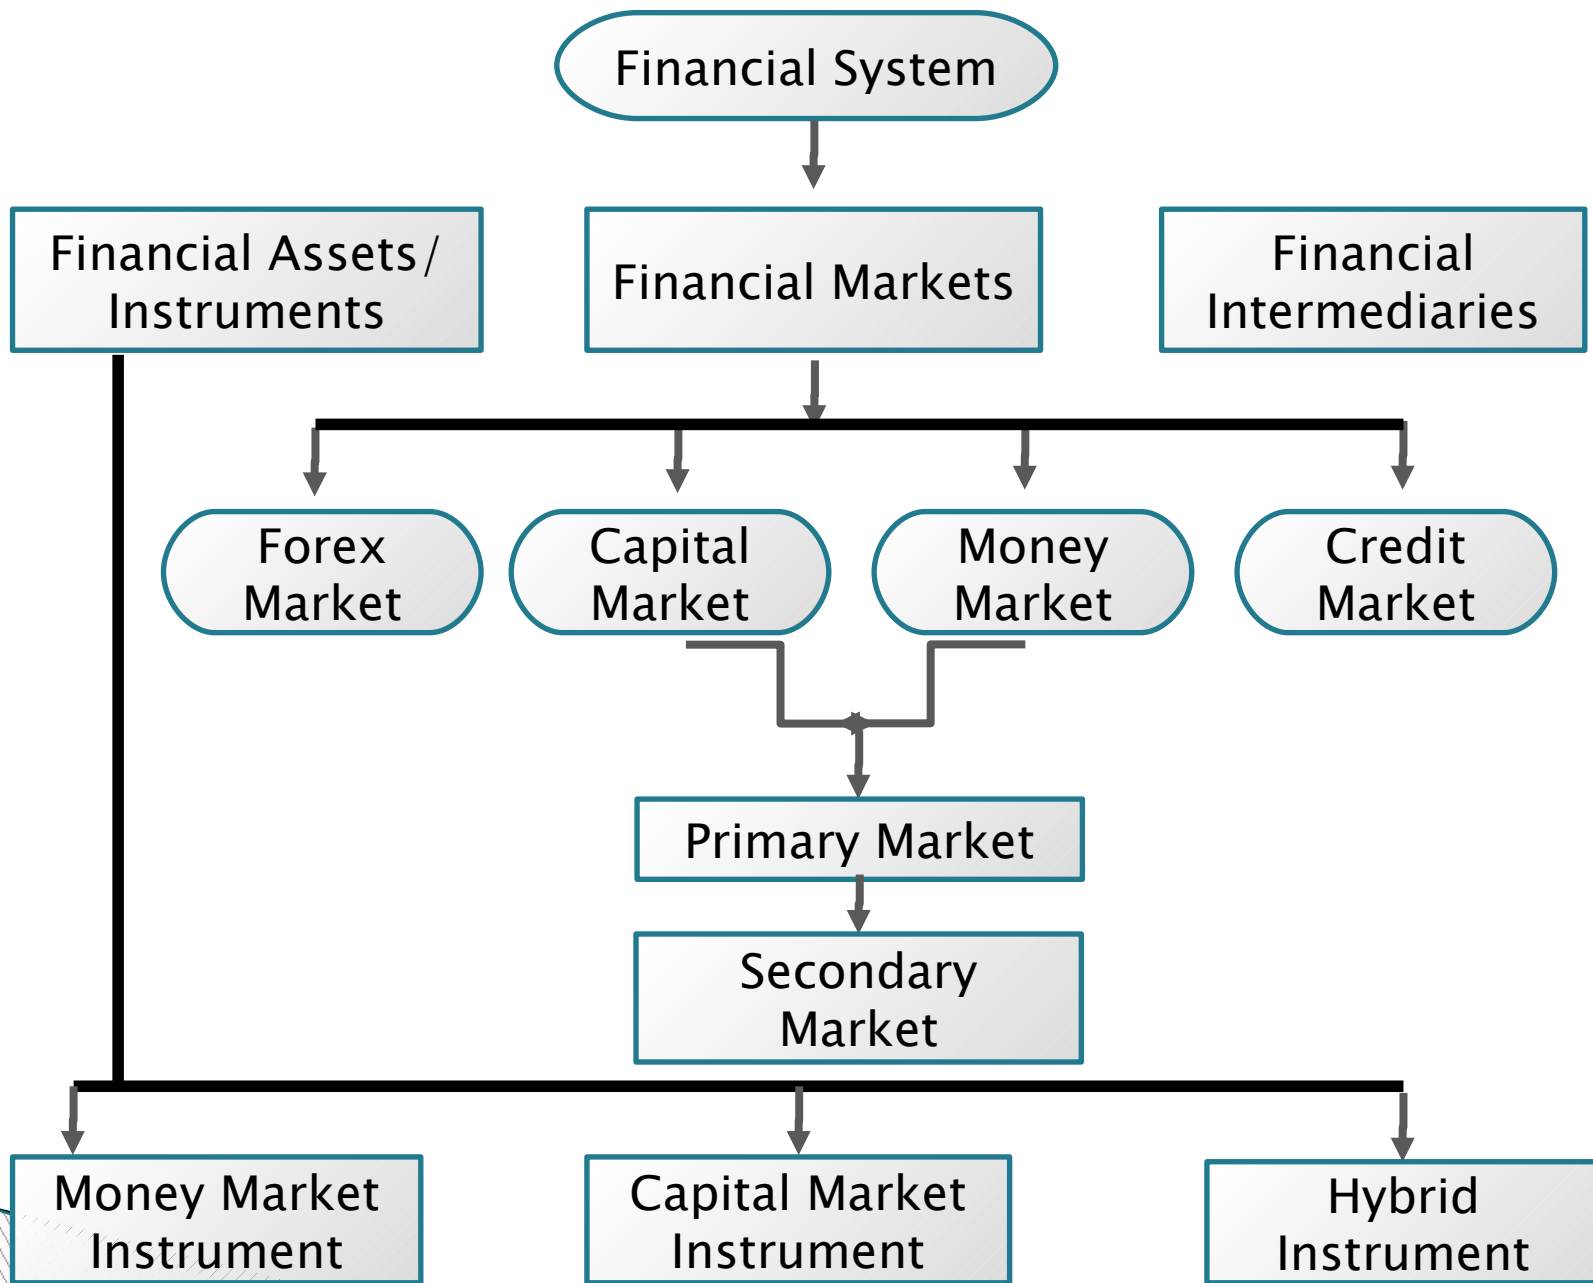 Financial System
Financial Assets/
Instruments
Financial Markets
Financial
Intermediaries
Forex
Market
Capital
Market
Money
Market
Credit
Market
Primary Market
Secondary
Market
Money Market
Instrument
Capital Market
Instrument
Hybrid
Instrument